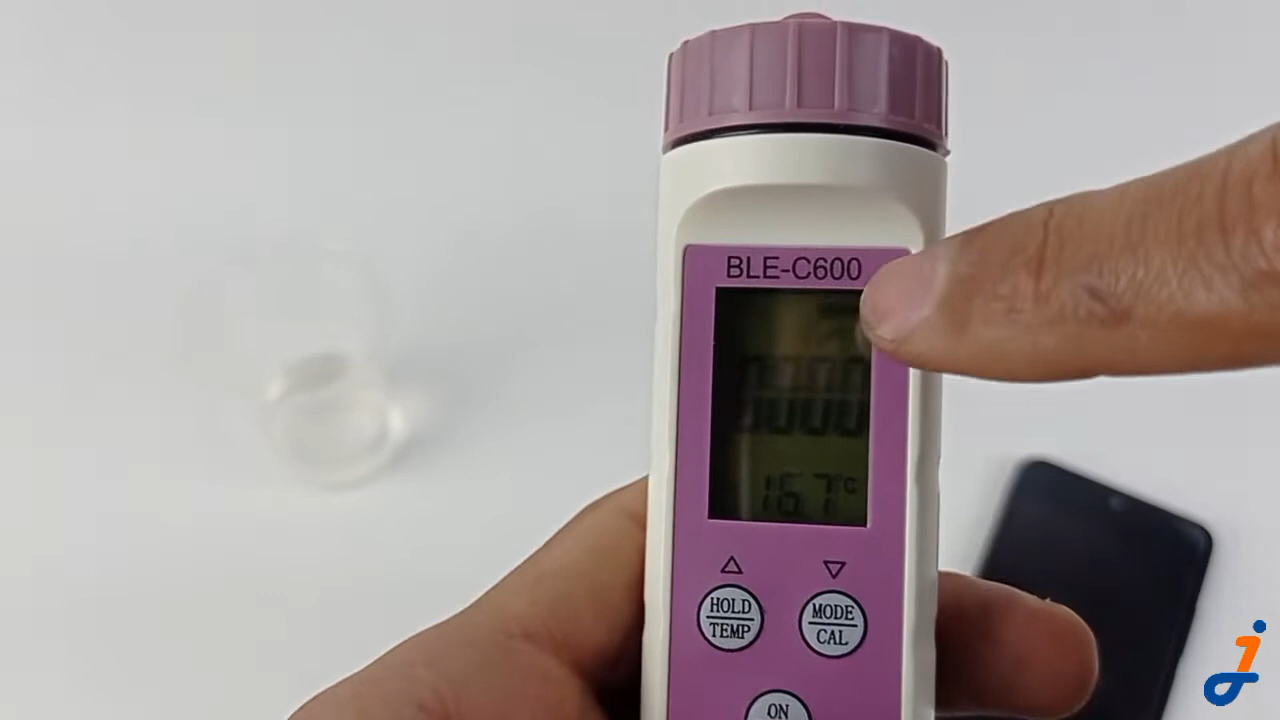 BLE-C600
16.7°C
△ ▽
HOLD
TEMP
MODE
CAL
ON